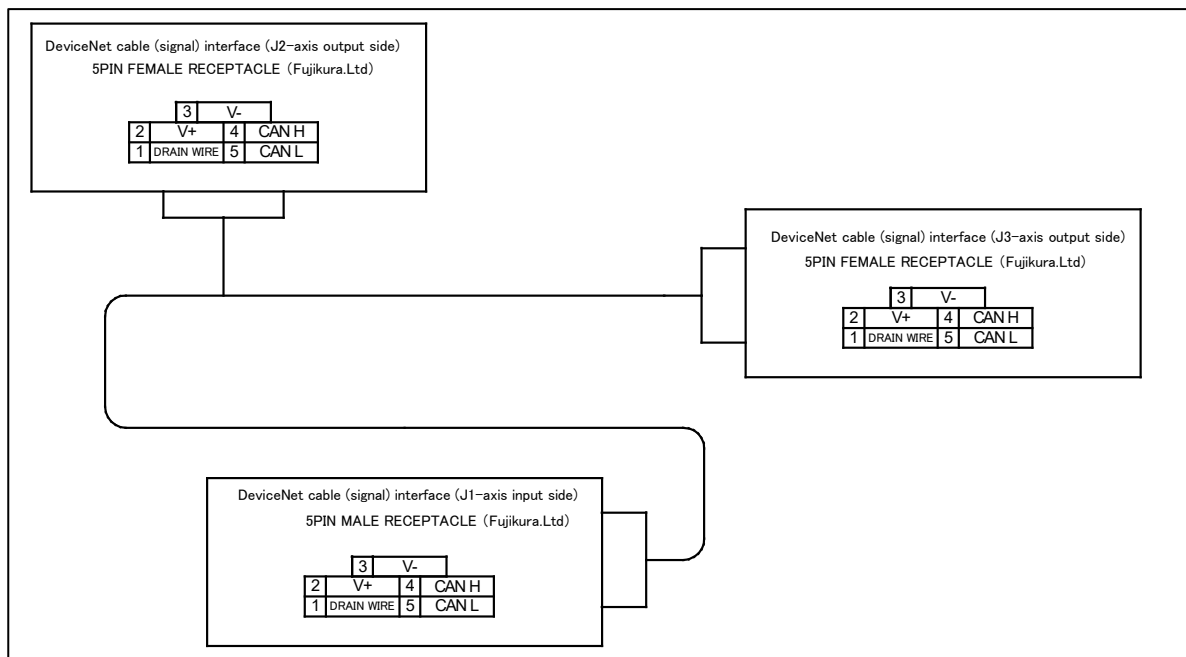 DeviceNet cable (signal) interface (J2-axis output side)
5PIN FEMALE RECEPTACLE (Fujikura.Ltd)
3 V-
2 V+ 4 CAN H
1 DRAIN WIRE 5 CAN L
DeviceNet cable (signal) interface (J3-axis output side)
5PIN FEMALE RECEPTACLE (Fujikura.Ltd)
3 V-
2 V+ 4 CAN H
1 DRAIN WIRE 5 CAN L
DeviceNet cable (signal) interface (J1-axis input side)
5PIN MALE RECEPTACLE (Fujikura.Ltd)
3 V-
2 V+ 4 CAN H
1 DRAIN WIRE 5 CAN L